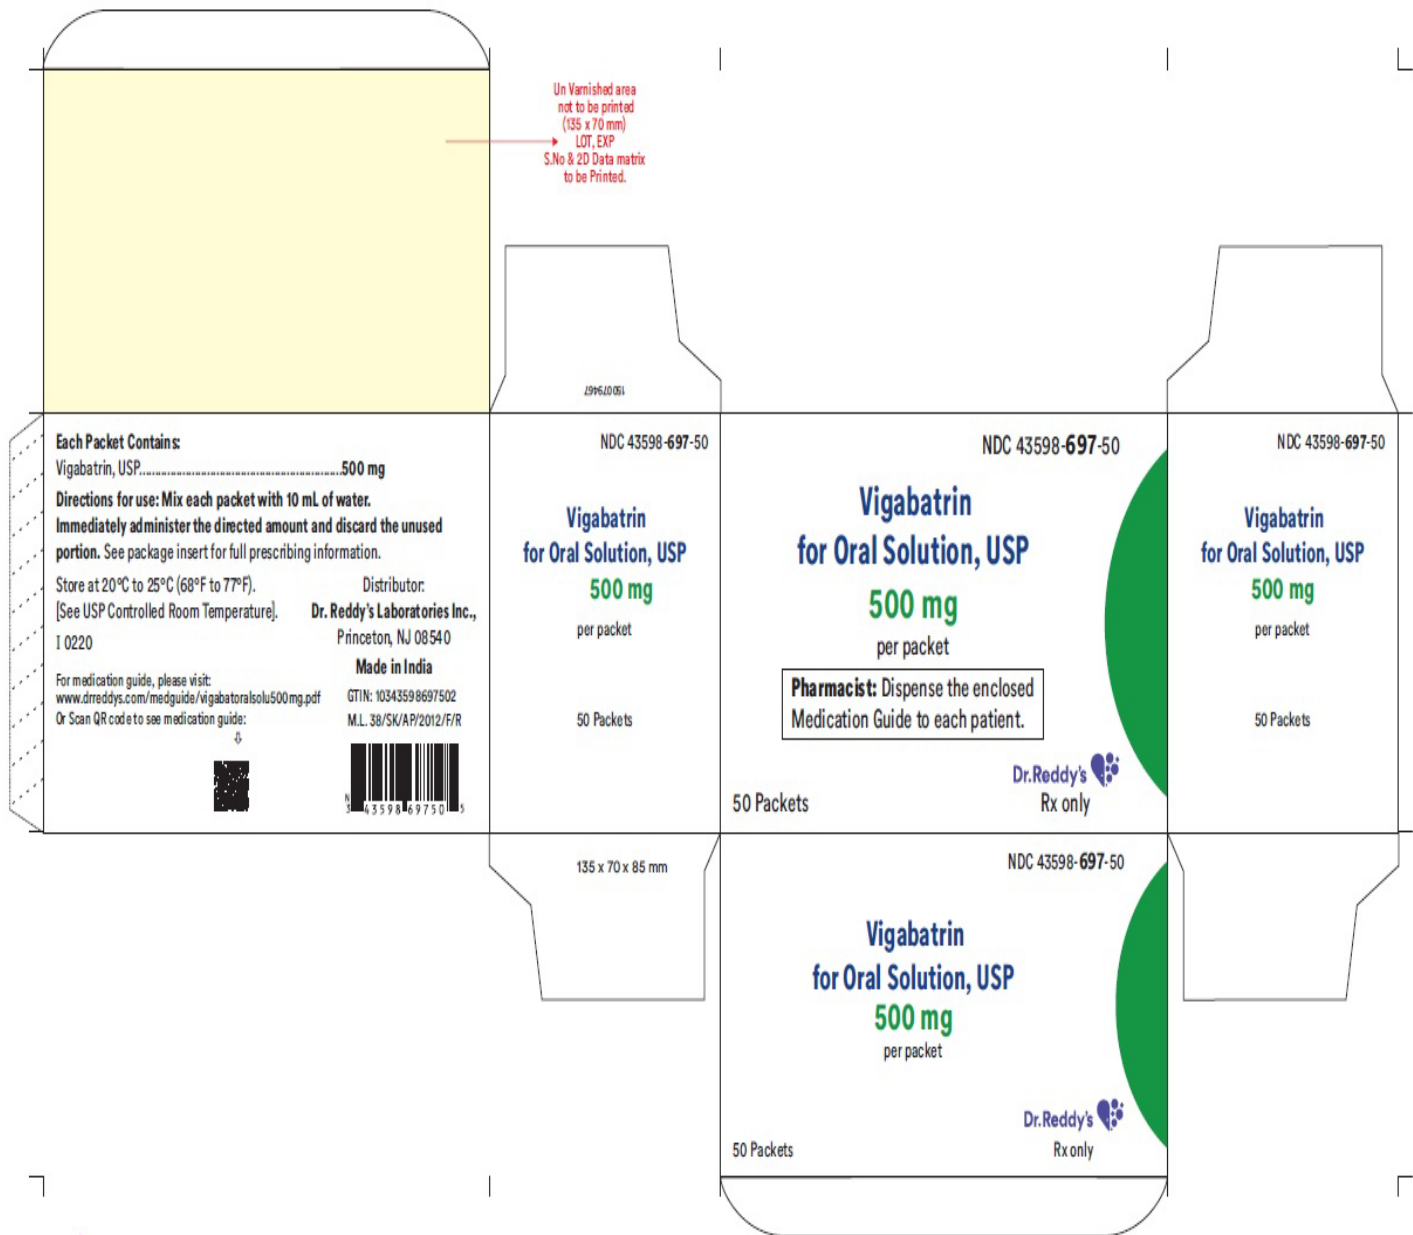 Un Varnished area
not to be printed
(135 x 70 mm)
LOT, EXP
S.No & 2D Data matrix
to be Printed.
150079467
Each Packet Contains:
Vigabatrin, USP.................................................................500 mg
Directions for use: Mix each packet with 10 mL of water.
Immediately administer the directed amount and discard the unused
portion. See package insert for full prescribing information.
Store at 20°C to 25°C (68°F to 77°F).
[See USP Controlled Room Temperature].
I 0220
Distributor:
Dr. Reddy's Laboratories Inc.,
Princeton, NJ 08540
Made in India
For medication guide, please visit:
www.drreddys.com/medguide/vigabatoralsolu500mg.pdf
Or Scan QR code to see medication guide:
GTIN: 10343598697502
M.L. 38/SK/AP/2012/F/R
N
3 43598 69750 5
NDC 43598-697-50
Vigabatrin
for Oral Solution, USP
500 mg
per packet
50 Packets
NDC 43598-697-50
Vigabatrin
for Oral Solution, USP
500 mg
per packet
Pharmacist: Dispense the enclosed
Medication Guide to each patient.
Dr.Reddy's
50 Packets
Rx only
NDC 43598-697-50
Vigabatrin
for Oral Solution, USP
500 mg
per packet
50 Packets
135 x 70 x 85 mm
NDC 43598-697-50
Vigabatrin
for Oral Solution, USP
500 mg
per packet
Dr.Reddy's
50 Packets
Rx only